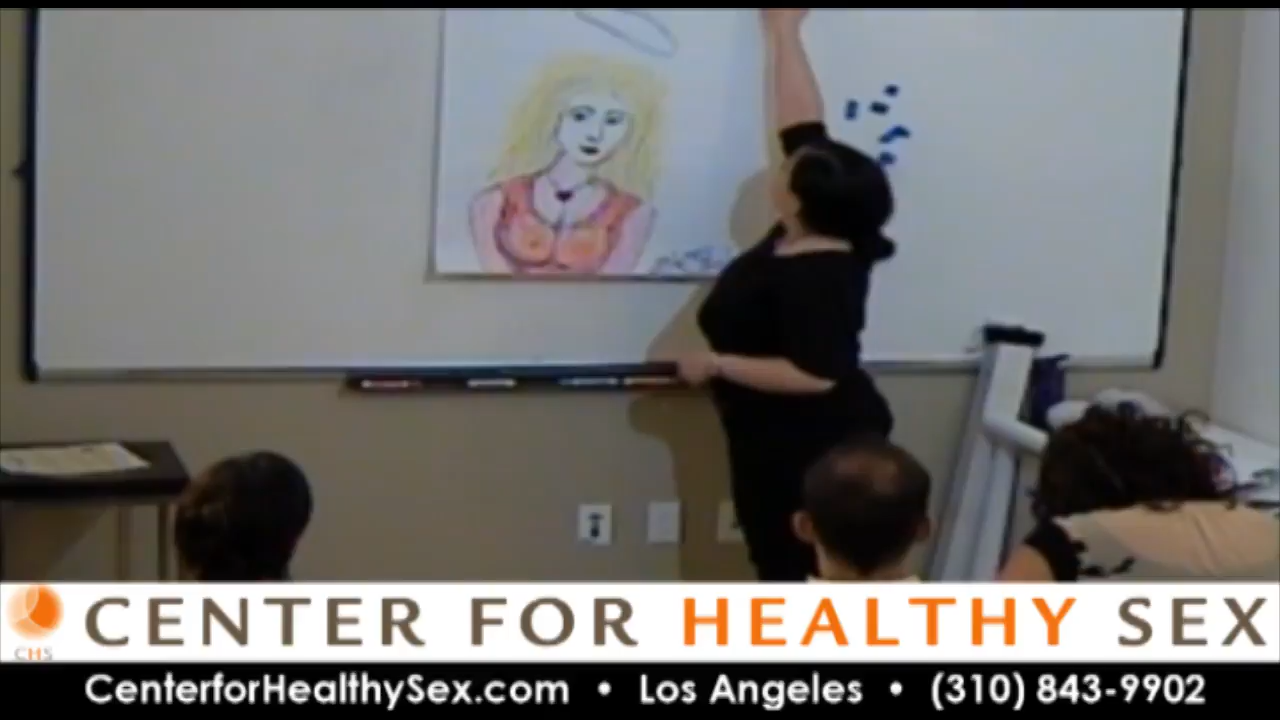 CENTER FOR HEALTHY SEX
CHS
CenterforHealthySex.com • Los Angeles • (310) 843-9902